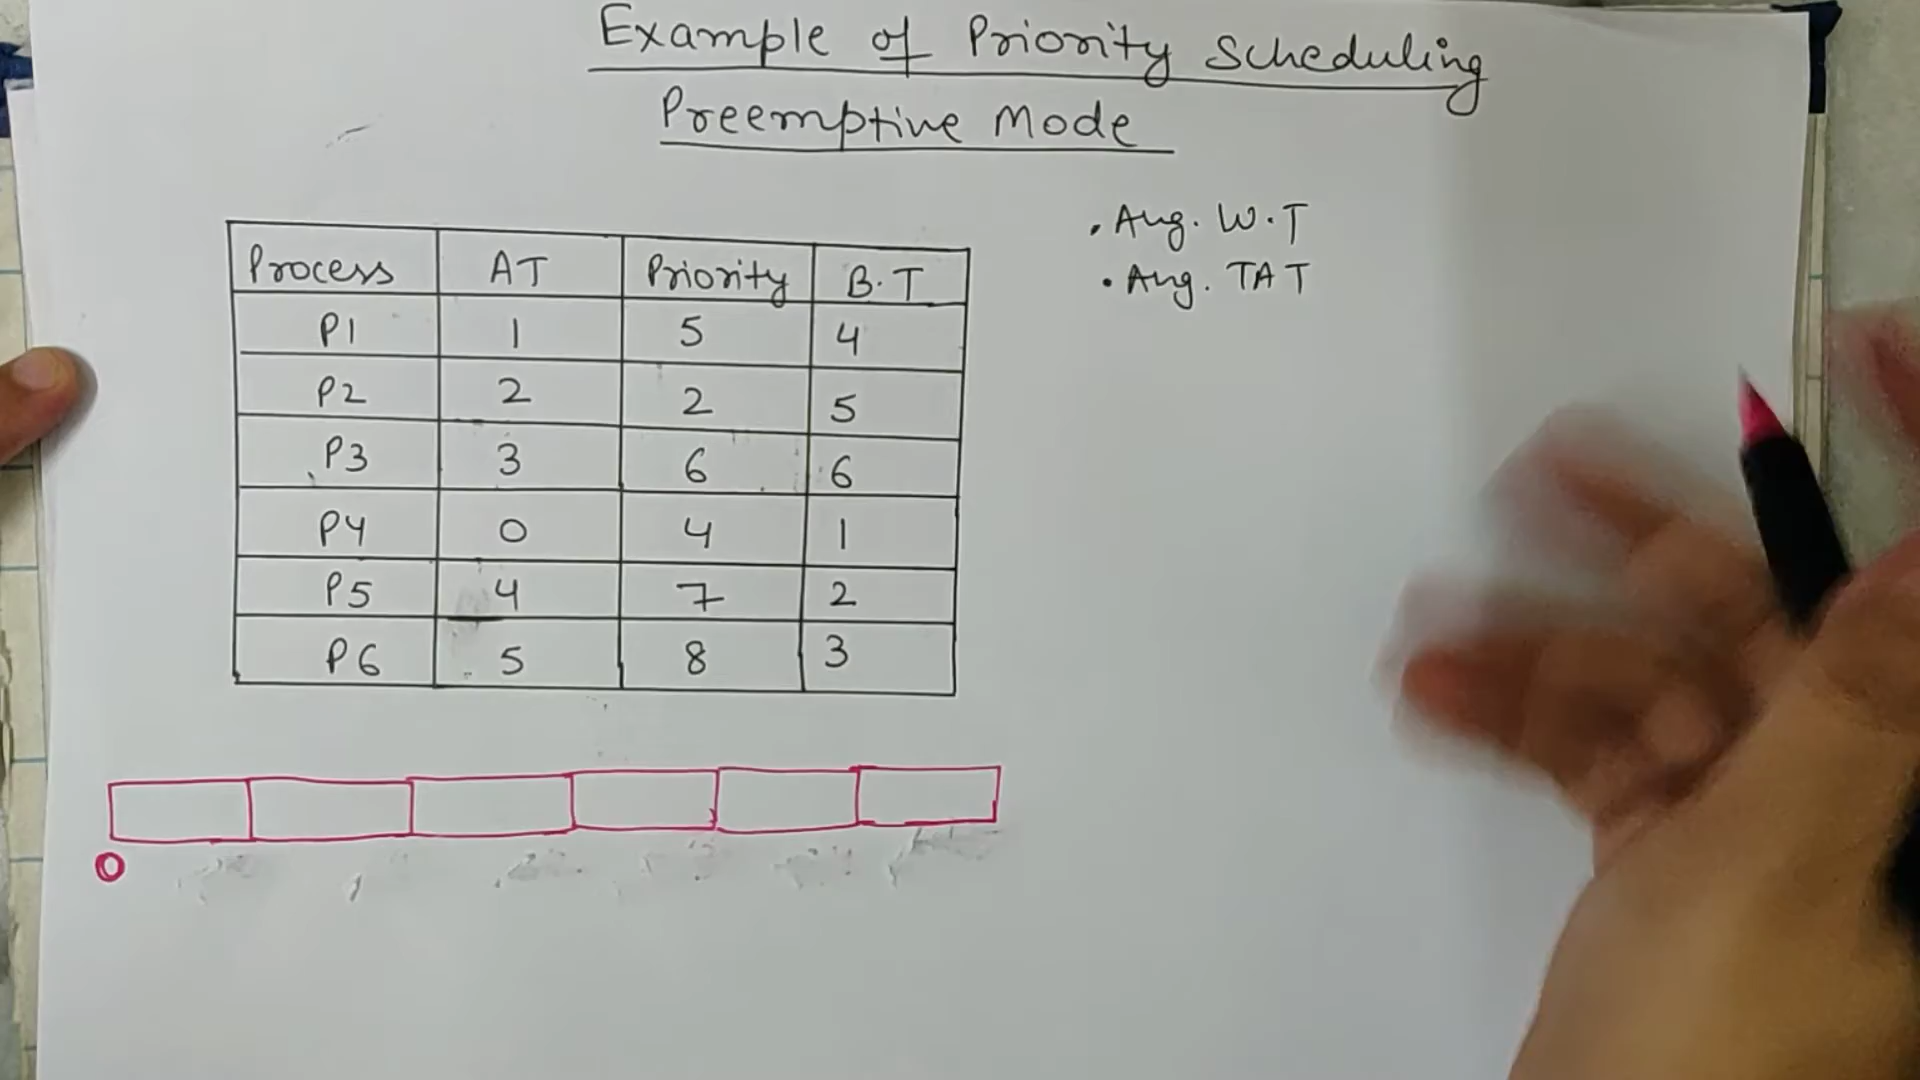 Example of Priority Scheduling
Preemptive Mode
. Avg. W.T
. Avg. TAT
Process AT Priority B.T
P1 1 5 4
P2 2 2 5
P3 3 6 6
P4 0 4 1
P5 4 7 2
P6 5 8 3
0